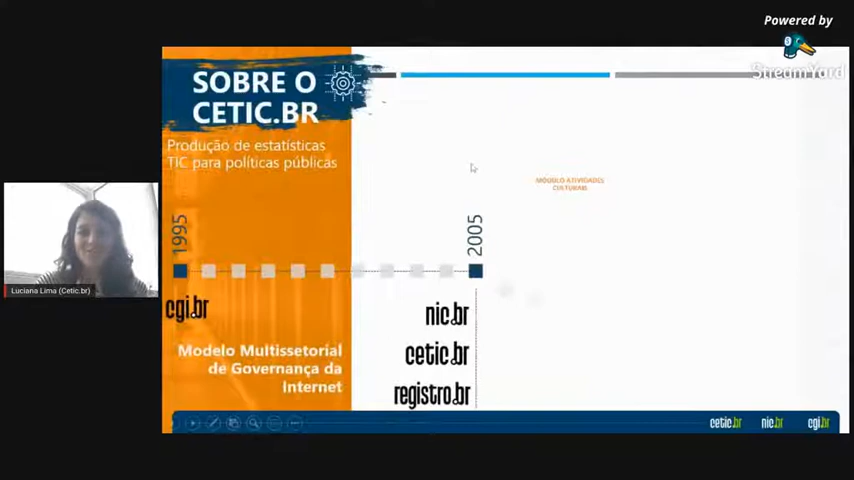 Powered by
StreamYard
SOBRE O
CETIC.BR
Produção de estatísticas
TIC para políticas públicas
MÓDULO ATIVIDADES
CULTURAIS
1995
2005
Luciana Lima (Cetic.br)
cgi.br
nic.br
cetic.br
registro.br
Modelo Multissetorial
de Governança da
Internet
cetic.br nic.br cgi.br